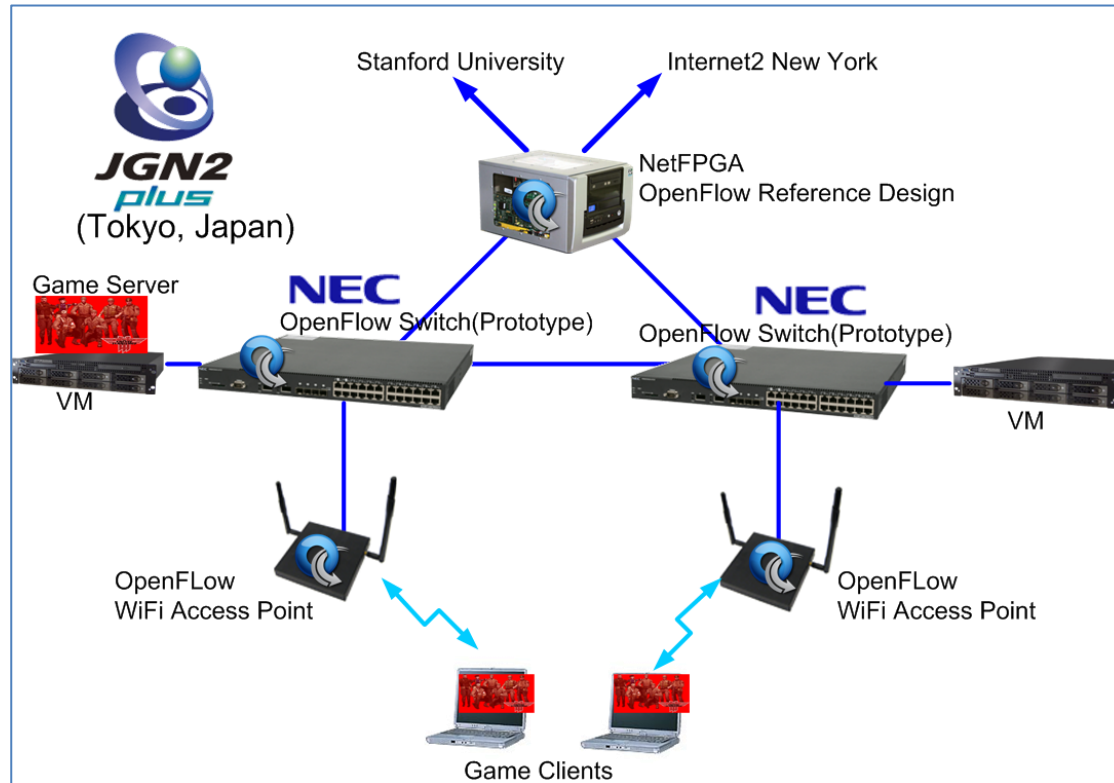 Stanford University
Internet2 New York
JGN2
plus
(Tokyo, Japan)
NetFPGA
OpenFlow Reference Design
Game Server
NEC
OpenFlow Switch(Prototype)
NEC
OpenFlow Switch(Prototype)
VM
VM
OpenFLow
WiFi Access Point
OpenFLow
WiFi Access Point
Game Clients